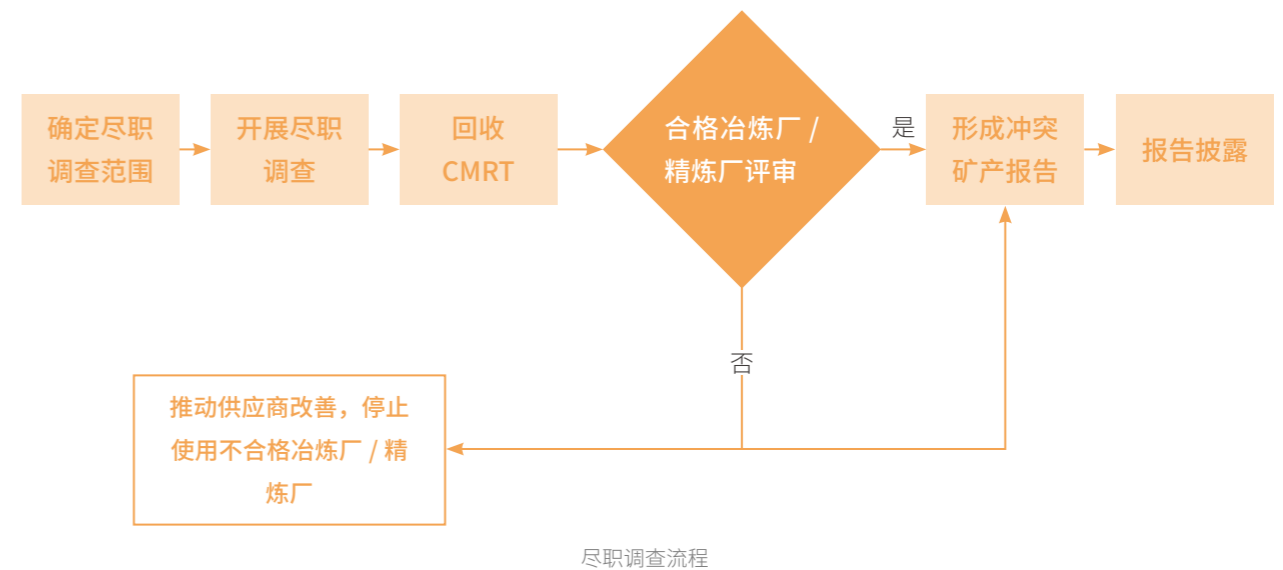 确定尽职
调查范围
开展尽职
调查
回收
CMRT
合格冶炼厂 /
精炼厂评审
是
形成冲突
矿产报告
报告披露
否
推动供应商改善，停止
使用不合格冶炼厂 / 精
炼厂
尽职调查流程